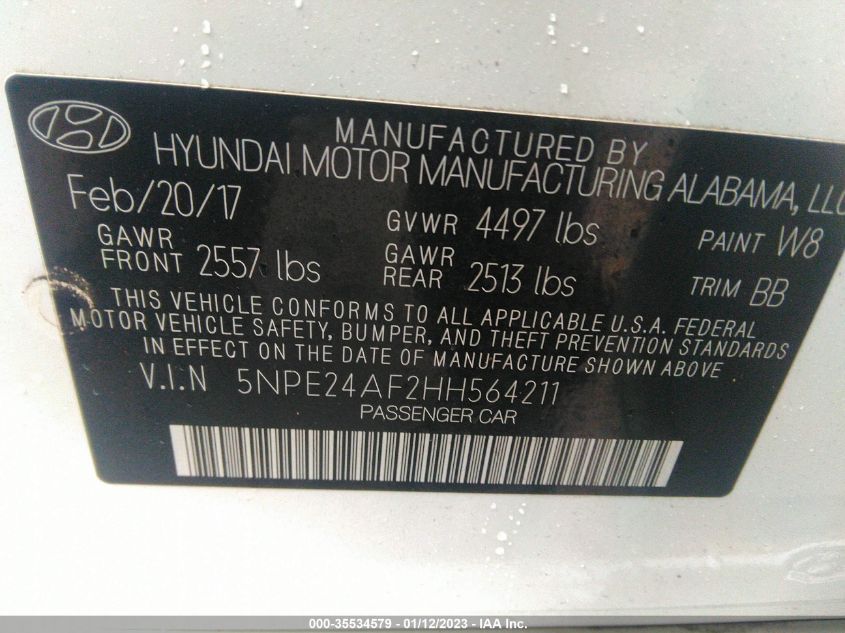 MANUFACTURED BY
HYUNDAI MOTOR MANUFACTURING ALABAMA, LLC
Feb/20/17
GVWR 4497 lbs
PAINT W8
GAWR
FRONT 2557 lbs
GAWR
REAR 2513 lbs
TRIM BB
THIS VEHICLE CONFORMS TO ALL APPLICABLE U.S.A. FEDERAL
MOTOR VEHICLE SAFETY, BUMPER, AND THEFT PREVENTION STANDARDS
IN EFFECT ON THE DATE OF MANUFACTURE SHOWN ABOVE
V.I.N 5NPE24AF2HH564211
PASSENGER CAR
000-35534579 — 01/12/2023 — IAA Inc.